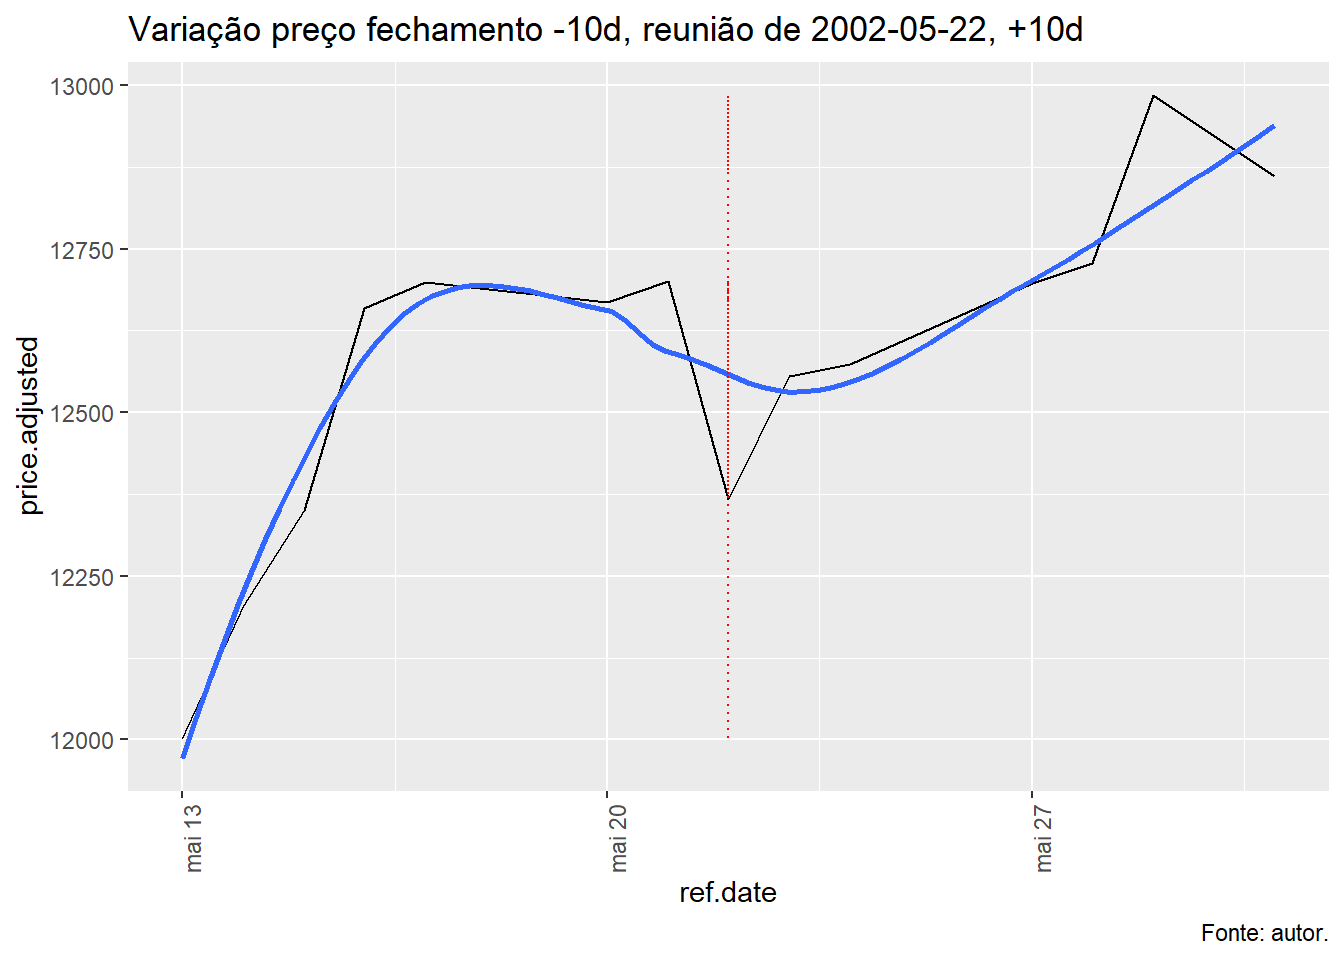 Variação preço fechamento -10d, reunião de 2002-05-22, +10d
13000
12750
12500
12250
12000
price.adjusted
mai 13
mai 20
mai 27
ref.date
Fonte: autor.